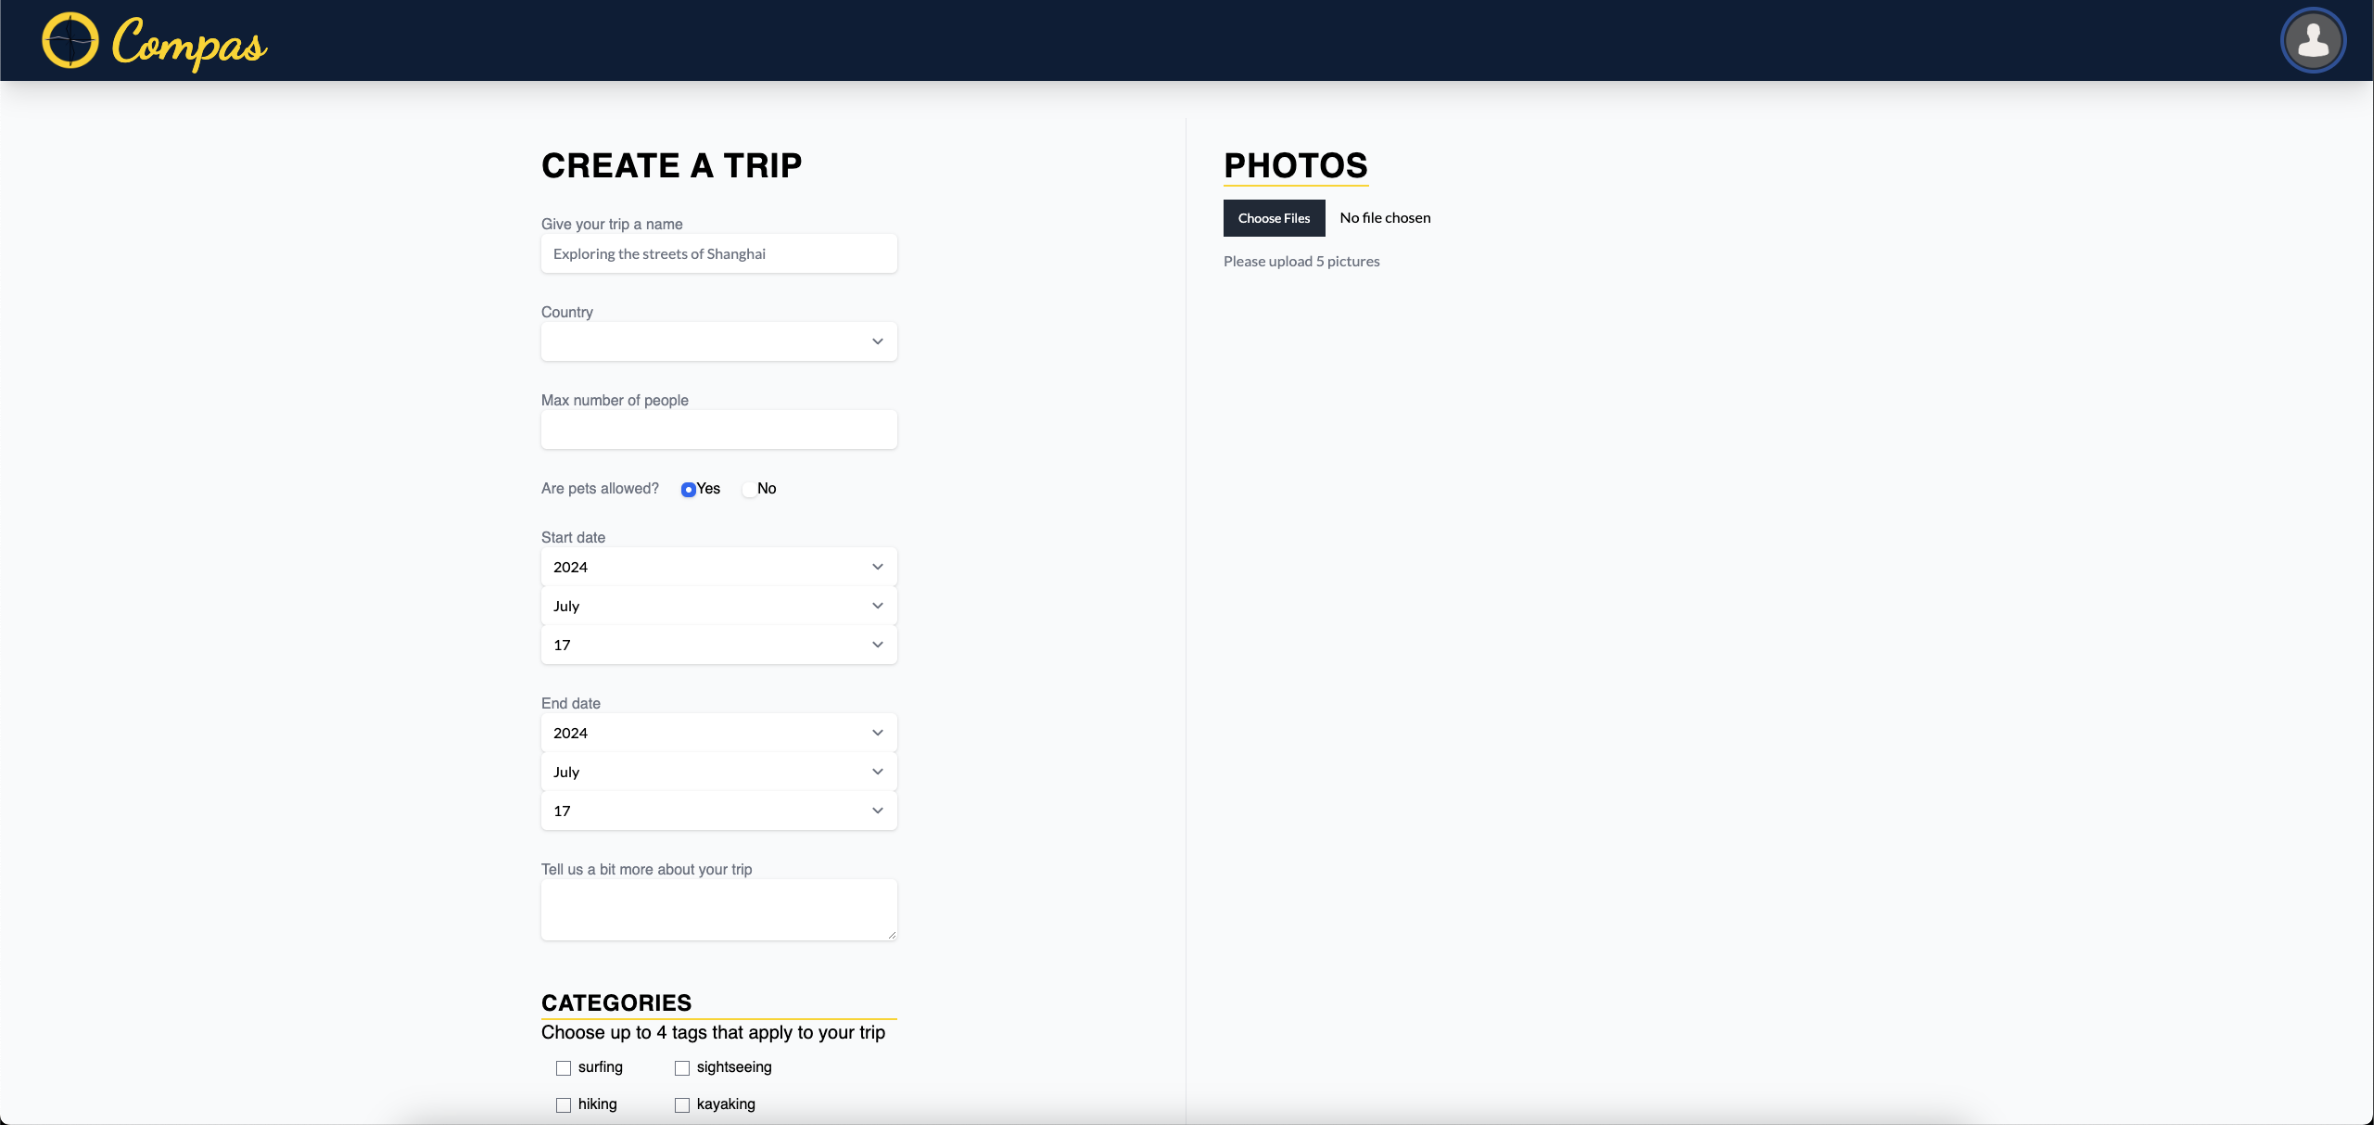 Compas
CREATE A TRIP
Give your trip a name
Exploring the streets of Shanghai
Country
Max number of people
Are pets allowed? Yes No
Start date
2024
July
17
End date
2024
July
17
Tell us a bit more about your trip
CATEGORIES
Choose up to 4 tags that apply to your trip
surfing sightseeing
hiking kayaking
PHOTOS
Choose Files No file chosen
Please upload 5 pictures